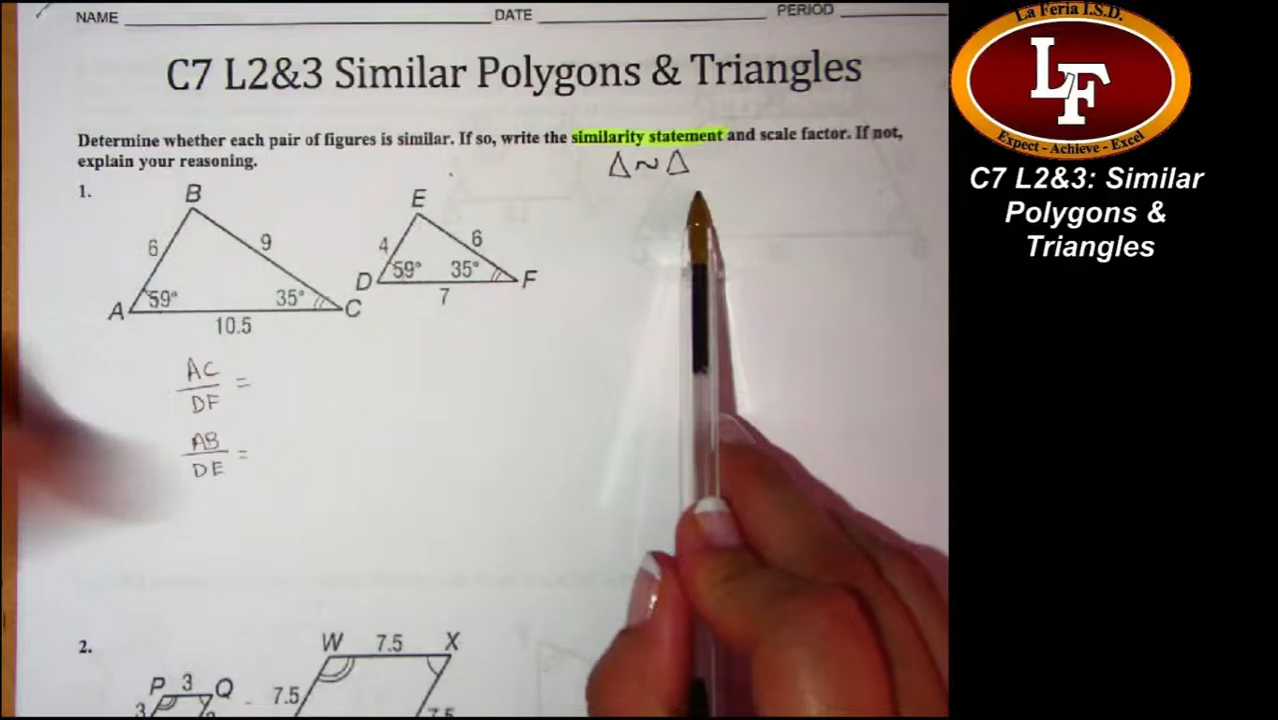 NAME DATE PERIOD
C7 L2&3 Similar Polygons & Triangles
Determine whether each pair of figures is similar. If so, write the similarity statement and scale factor. If not,
explain your reasoning.
Δ ~ Δ
1.
B
6
9
A
59°
35°
C
10.5
E
4
6
D
59°
35°
F
7
AC
DF
=
AB
DE
=
2.
W 7.5 X
P 3 Q
7.5
3
7.5
La Feria I.S.D.
LF
Expect - Achieve - Excel
C7 L2&3: Similar
Polygons &
Triangles